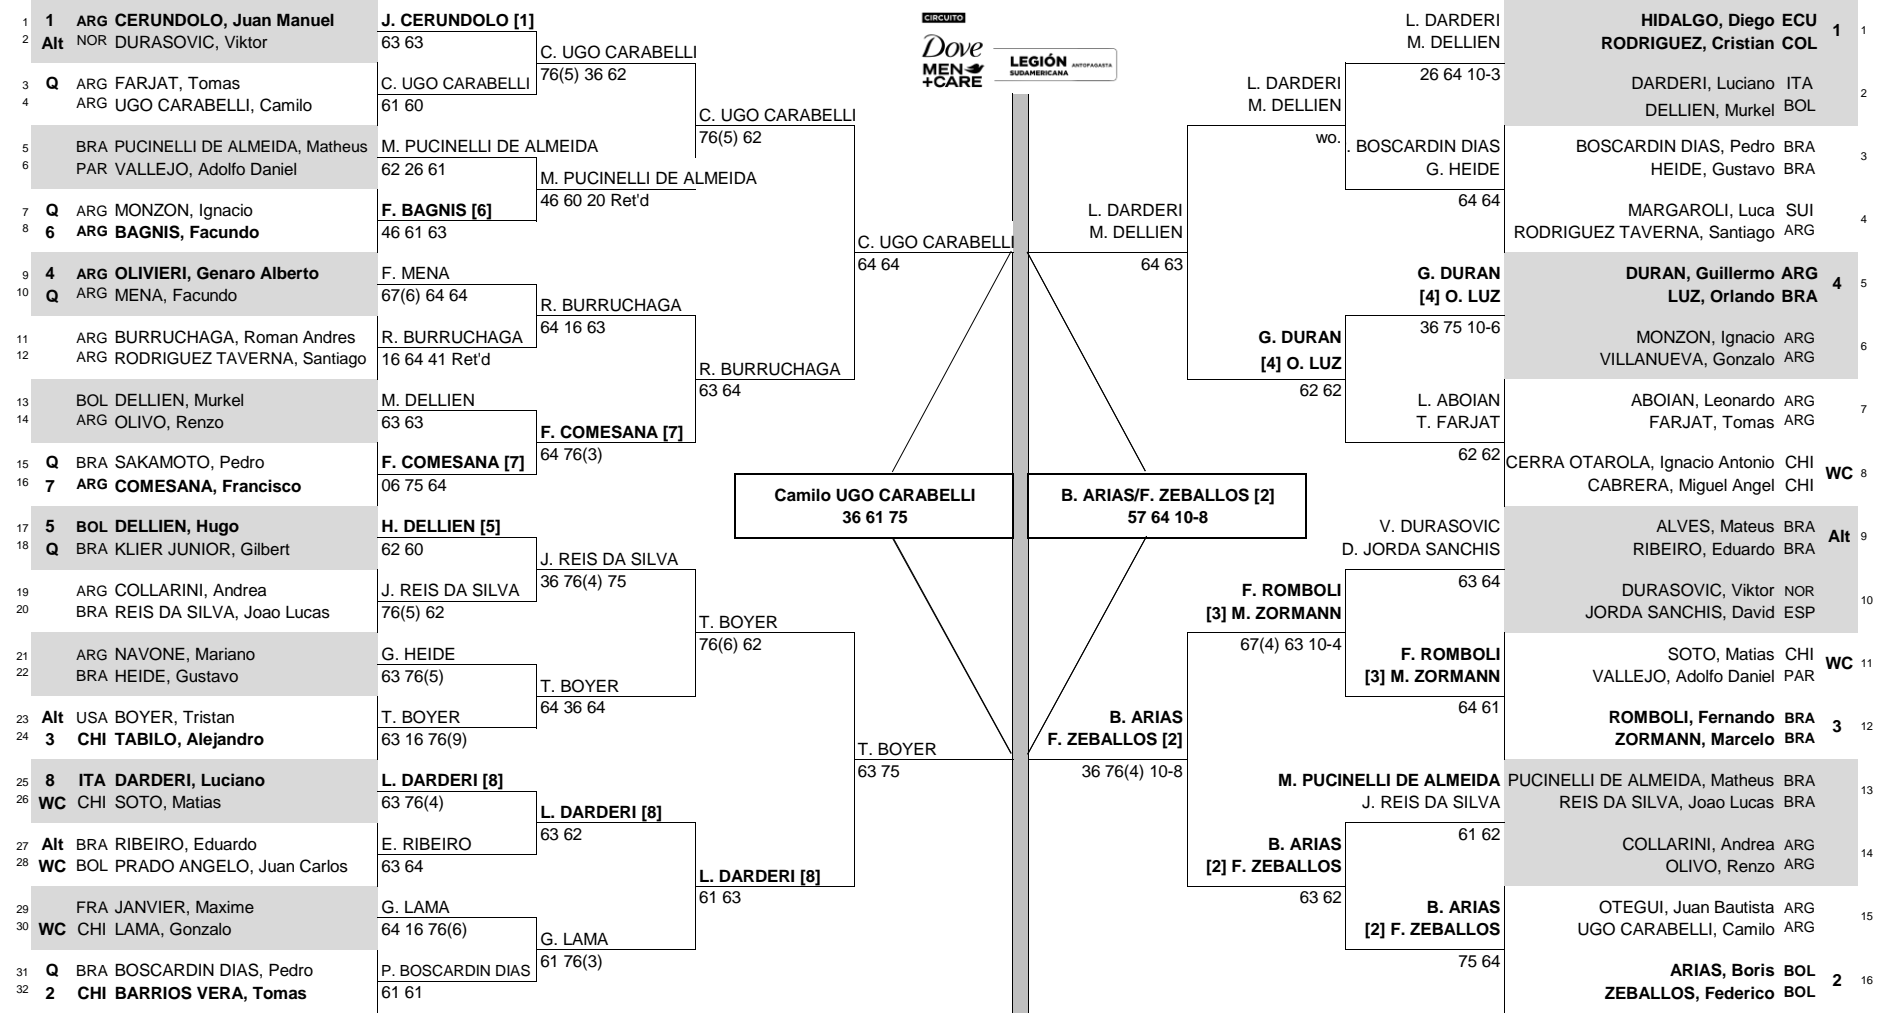 CIRCUITO
Dove
MEN
+CARE
LEGIÓN ANTOFAGASTA
SUDAMERICANA
1 1 ARG CERUNDOLO, Juan Manuel
2 Alt NOR DURASOVIC, Viktor
3 Q ARG FARJAT, Tomas
4 ARG UGO CARABELLI, Camilo
5 BRA PUCINELLI DE ALMEIDA, Matheus
6 PAR VALLEJO, Adolfo Daniel
7 Q ARG MONZON, Ignacio
8 6 ARG BAGNIS, Facundo
9 4 ARG OLIVIERI, Genaro Alberto
10 Q ARG MENA, Facundo
11 ARG BURRUCHAGA, Roman Andres
12 ARG RODRIGUEZ TAVERNA, Santiago
13 BOL DELLIEN, Murkel
14 ARG OLIVO, Renzo
15 Q BRA SAKAMOTO, Pedro
16 7 ARG COMESANA, Francisco
17 5 BOL DELLIEN, Hugo
18 Q BRA KLIER JUNIOR, Gilbert
19 ARG COLLARINI, Andrea
20 BRA REIS DA SILVA, Joao Lucas
21 ARG NAVONE, Mariano
22 BRA HEIDE, Gustavo
23 Alt USA BOYER, Tristan
24 3 CHI TABILO, Alejandro
25 8 ITA DARDERI, Luciano
26 WC CHI SOTO, Matias
27 Alt BRA RIBEIRO, Eduardo
28 WC BOL PRADO ANGELO, Juan Carlos
29 FRA JANVIER, Maxime
30 WC CHI LAMA, Gonzalo
31 Q BRA BOSCARDIN DIAS, Pedro
32 2 CHI BARRIOS VERA, Tomas
J. CERUNDOLO [1]
63 63
C. UGO CARABELLI
61 60
M. PUCINELLI DE ALMEIDA
62 26 61
F. BAGNIS [6]
46 61 63
F. MENA
67(6) 64 64
R. BURRUCHAGA
16 64 41 Ret'd
M. DELLIEN
63 63
F. COMESANA [7]
06 75 64
H. DELLIEN [5]
62 60
J. REIS DA SILVA
76(5) 62
G. HEIDE
63 76(5)
T. BOYER
63 16 76(9)
L. DARDERI [8]
63 76(4)
E. RIBEIRO
63 64
G. LAMA
64 16 76(6)
P. BOSCARDIN DIAS
61 61
C. UGO CARABELLI
76(5) 36 62
M. PUCINELLI DE ALMEIDA
46 60 20 Ret'd
R. BURRUCHAGA
64 16 63
F. COMESANA [7]
64 76(3)
J. REIS DA SILVA
36 76(4) 75
T. BOYER
64 36 64
L. DARDERI [8]
63 62
G. LAMA
61 76(3)
C. UGO CARABELLI
76(5) 62
R. BURRUCHAGA
63 64
T. BOYER
76(6) 62
L. DARDERI [8]
61 63
C. UGO CARABELLI
64 64
T. BOYER
63 75
Camilo UGO CARABELLI
36 61 75
B. ARIAS/F. ZEBALLOS [2]
57 64 10-8
L. DARDERI
M. DELLIEN
64 63
B. ARIAS
F. ZEBALLOS [2]
36 76(4) 10-8
L. DARDERI
M. DELLIEN
wo.
G. DURAN
[4] O. LUZ
62 62
F. ROMBOLI
[3] M. ZORMANN
67(4) 63 10-4
B. ARIAS
[2] F. ZEBALLOS
63 62
L. DARDERI
M. DELLIEN
26 64 10-3
. BOSCARDIN DIAS
G. HEIDE
64 64
G. DURAN
[4] O. LUZ
36 75 10-6
L. ABOIAN
T. FARJAT
62 62
V. DURASOVIC
D. JORDA SANCHIS
63 64
F. ROMBOLI
[3] M. ZORMANN
64 61
M. PUCINELLI DE ALMEIDA
J. REIS DA SILVA
61 62
B. ARIAS
[2] F. ZEBALLOS
75 64
HIDALGO, Diego ECU
RODRIGUEZ, Cristian COL
1 1
DARDERI, Luciano ITA
DELLIEN, Murkel BOL
2
BOSCARDIN DIAS, Pedro BRA
HEIDE, Gustavo BRA
3
MARGAROLI, Luca SUI
RODRIGUEZ TAVERNA, Santiago ARG
4
DURAN, Guillermo ARG
LUZ, Orlando BRA
4 5
MONZON, Ignacio ARG
VILLANUEVA, Gonzalo ARG
6
ABOIAN, Leonardo ARG
FARJAT, Tomas ARG
7
CERRA OTAROLA, Ignacio Antonio CHI
CABRERA, Miguel Angel CHI
WC 8
ALVES, Mateus BRA
RIBEIRO, Eduardo BRA
Alt 9
DURASOVIC, Viktor NOR
JORDA SANCHIS, David ESP
10
SOTO, Matias CHI
VALLEJO, Adolfo Daniel PAR
WC 11
ROMBOLI, Fernando BRA
ZORMANN, Marcelo BRA
3 12
PUCINELLI DE ALMEIDA, Matheus BRA
REIS DA SILVA, Joao Lucas BRA
13
COLLARINI, Andrea ARG
OLIVO, Renzo ARG
14
OTEGUI, Juan Bautista ARG
UGO CARABELLI, Camilo ARG
15
ARIAS, Boris BOL
ZEBALLOS, Federico BOL
2 16